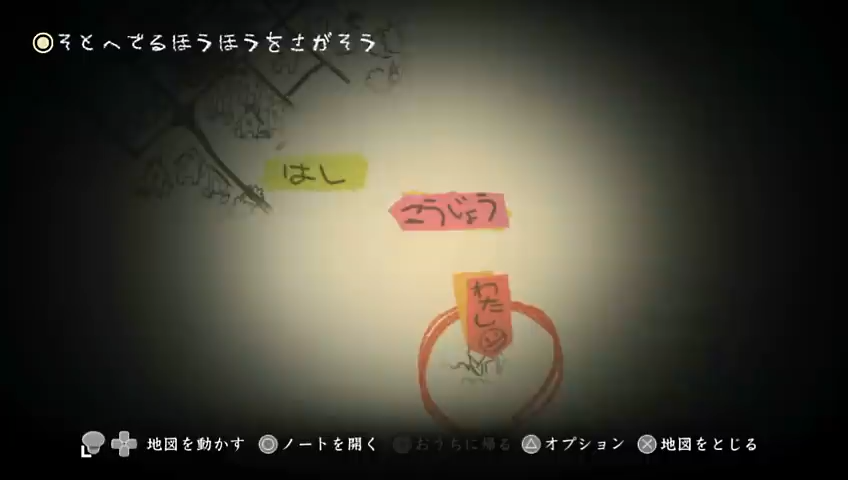 そとへでるほうほうをさがそう
はし
こうじょう
わたし
L 地図を動かす ノートを開く おうちに帰る オプション 地図をとじる